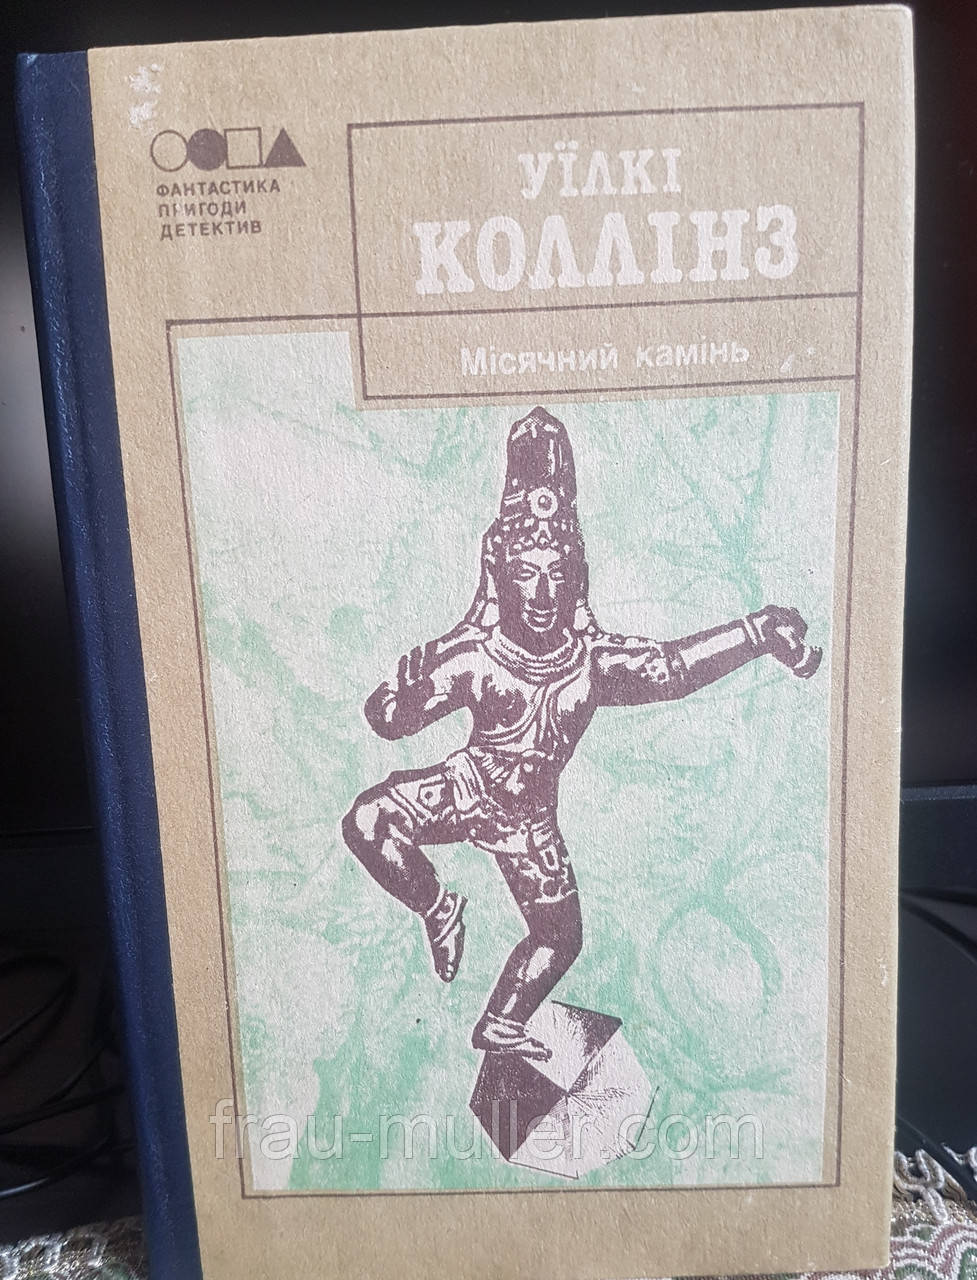 ФАНТАСТИКА
ПРИГОДИ
ДЕТЕКТИВ
УЇЛКІ
КОЛЛІНЗ
Місячний камінь
frau-muller.com